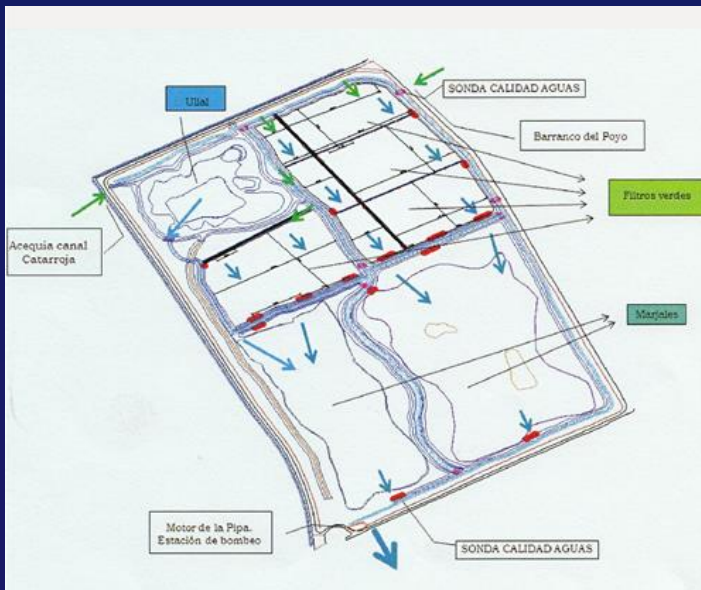 Ullal
SONDA CALIDAD AGUAS
Barranco del Poyo
Filtros verdes
Acequia canal
Catarroja
Marjales
Motor de la Pipa.
Estación de bombeo
SONDA CALIDAD AGUAS